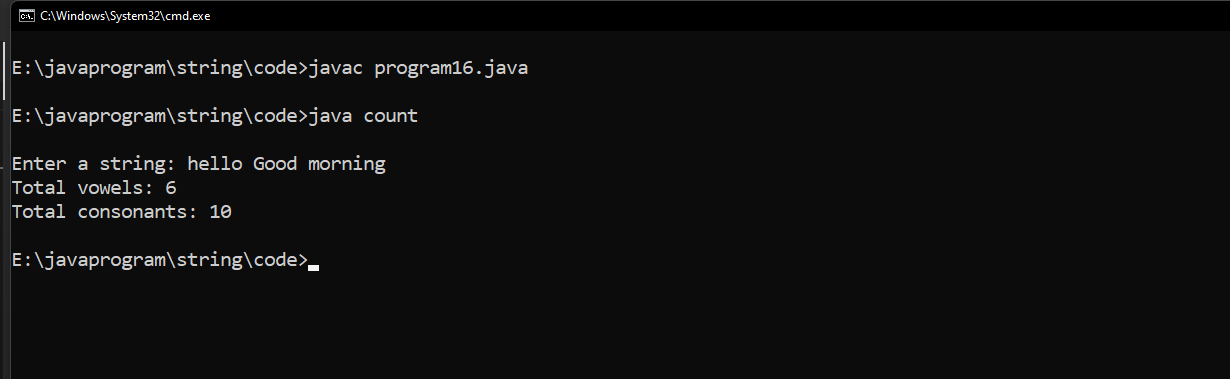 C:\Windows\System32\cmd.exe
E:\javaprogram\string\code>javac program16.java
E:\javaprogram\string\code>java count
Enter a string: hello Good morning
Total vowels: 6
Total consonants: 10
E:\javaprogram\string\code>